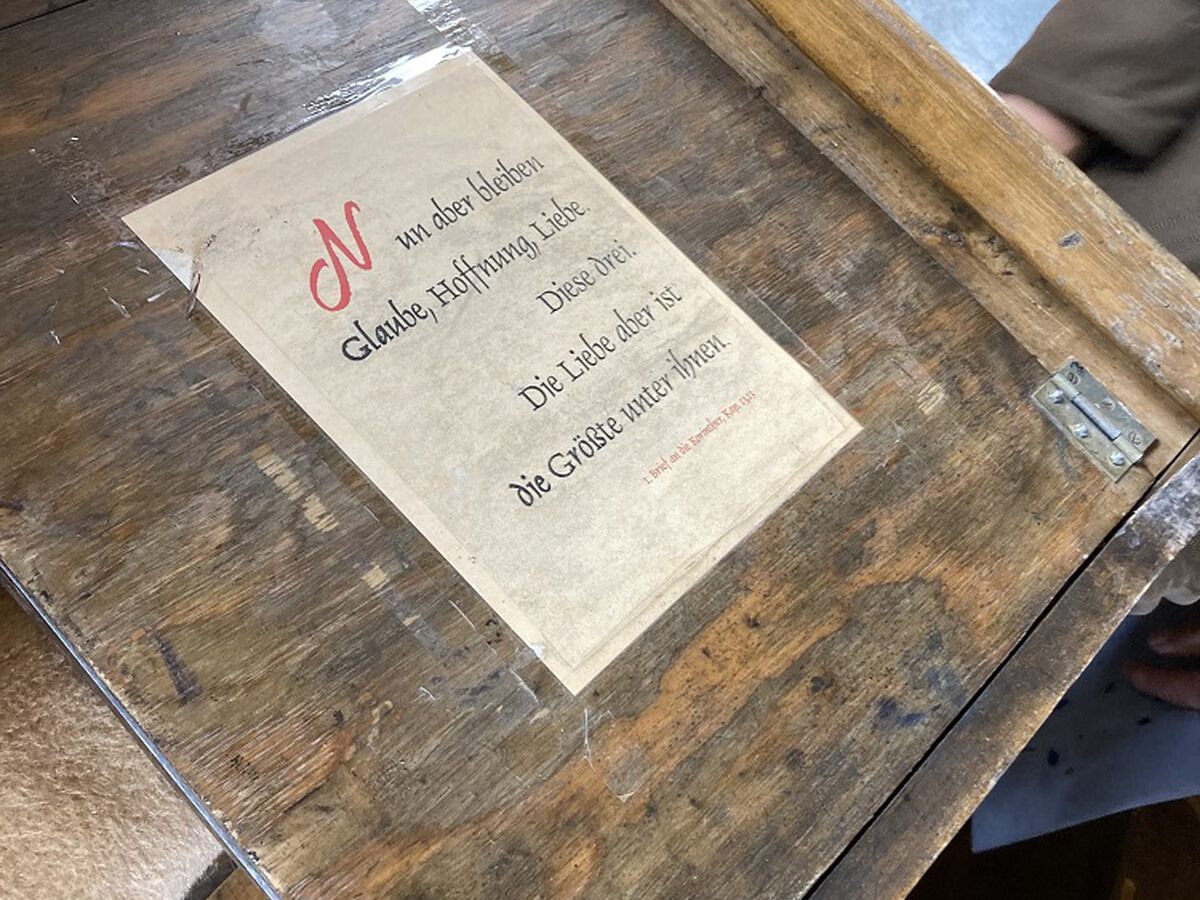 Nun aber bleiben
Glaube, Hoffnung, Liebe.
Diese drei.
Die Liebe aber ist
die Größte unter ihnen.
1. Brief an die Korinther, Kap. 13,13